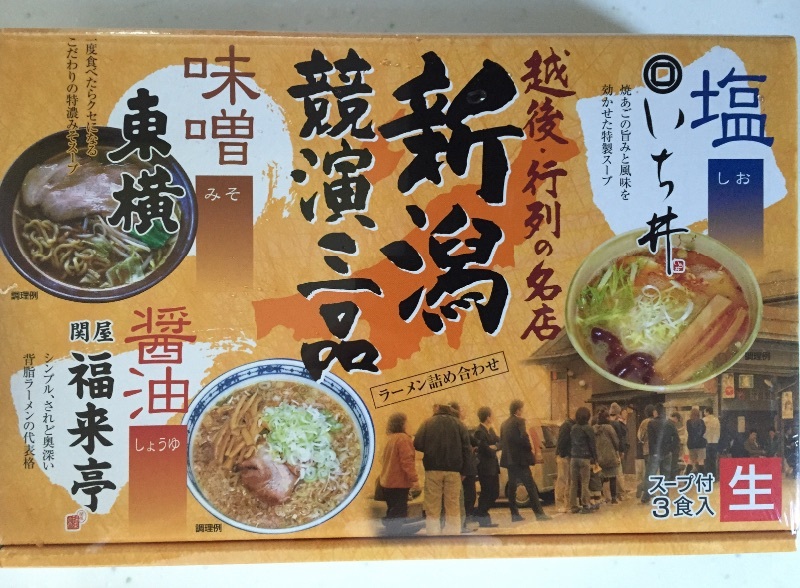 塩
しお
いち井
焼あごの旨みと風味を
効かせた特製スープ
調理例
越後・行列の名店
新潟
競演三品
ラーメン詰め合わせ
味噌
みそ
東横
一度食べたらクセになる
こだわりの特濃みそスープ
調理例
醤油
しょうゆ
関屋
福来亭
シンプル、されど奥深い
背脂ラーメンの代表格
調理例
スープ付
3食入
生